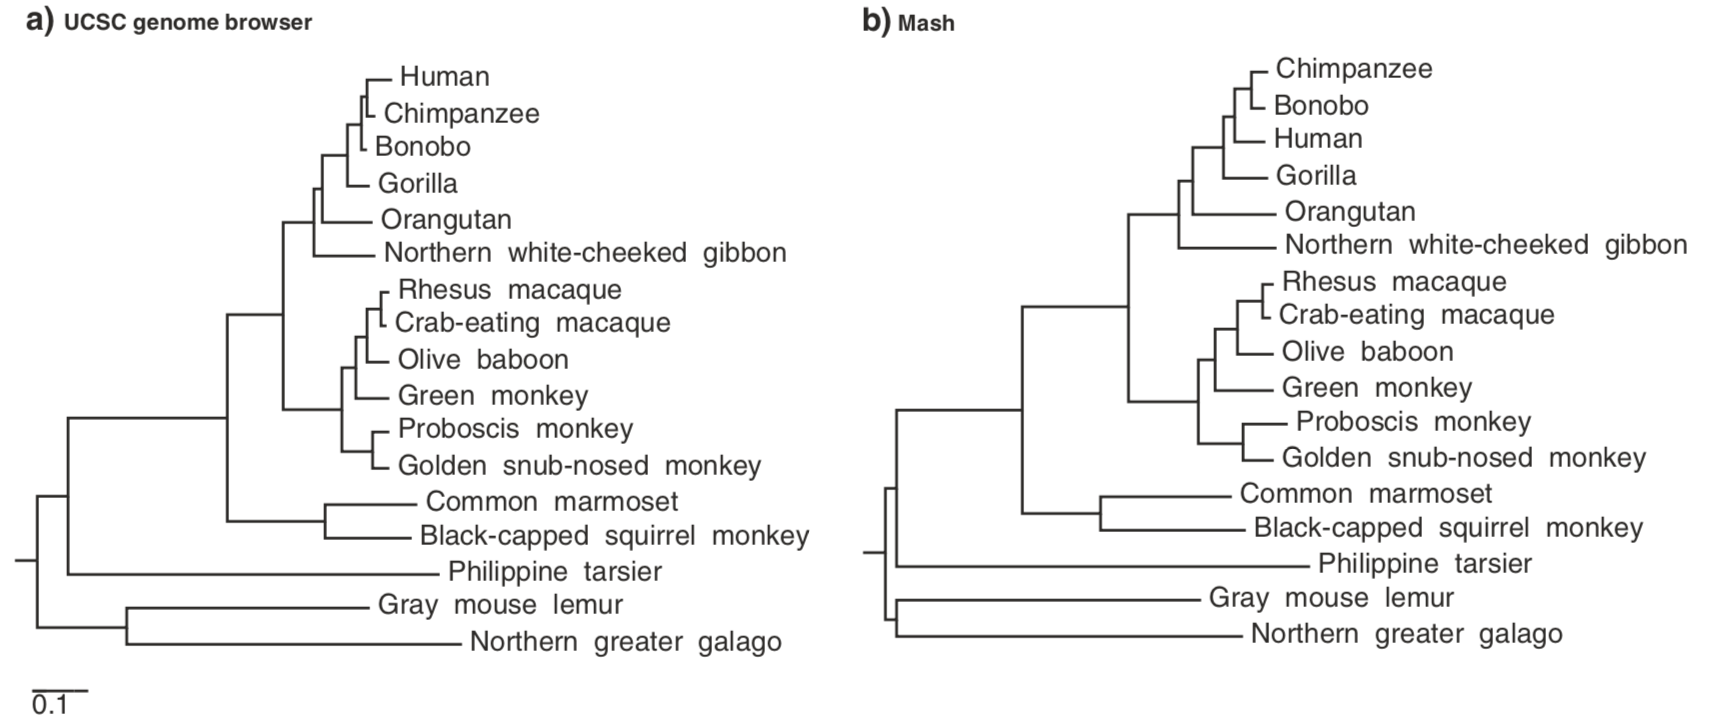 a) UCSC genome browser
Human
Chimpanzee
Bonobo
Gorilla
Orangutan
Northern white-cheeked gibbon
Rhesus macaque
Crab-eating macaque
Olive baboon
Green monkey
Proboscis monkey
Golden snub-nosed monkey
Common marmoset
Black-capped squirrel monkey
Philippine tarsier
Gray mouse lemur
Northern greater galago
0.1
b) Mash
Chimpanzee
Bonobo
Human
Gorilla
Orangutan
Northern white-cheeked gibbon
Rhesus macaque
Crab-eating macaque
Olive baboon
Green monkey
Proboscis monkey
Golden snub-nosed monkey
Common marmoset
Black-capped squirrel monkey
Philippine tarsier
Gray mouse lemur
Northern greater galago